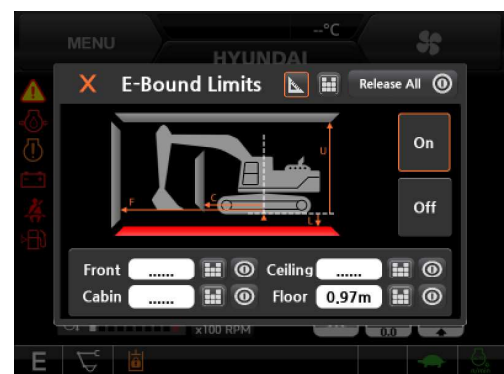 --°C
MENU
HYUNDAI
X E-Bound Limits Release All
U
On
C
F
L
Off
Front ...... Ceiling ......
Cabin ...... Floor 0.97m
x100 RPM
0.0
E